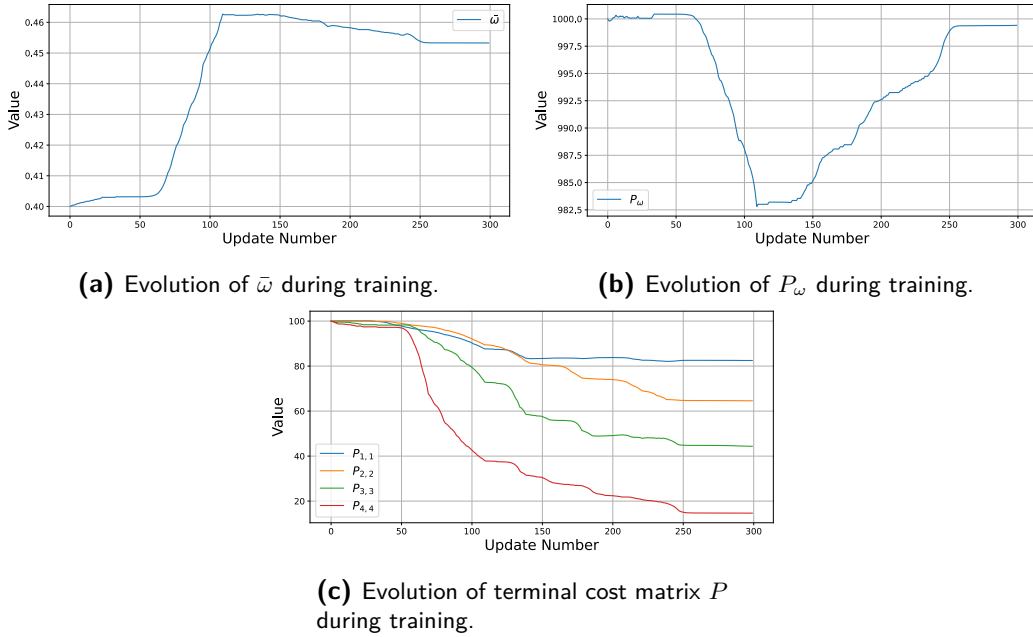 0.46
0.45
0.44
0.43
0.42
0.41
0.40
Value
ω̄
0 50 100 150 200 250 300
Update Number
1000.0
997.5
995.0
992.5
990.0
987.5
985.0
982.5
Value
P_ω
0 50 100 150 200 250 300
Update Number
(a) Evolution of ω̄ during training.
(b) Evolution of P_ω during training.
100
80
60
40
20
Value
P_{1,1}
P_{2,2}
P_{3,3}
P_{4,4}
0 50 100 150 200 250 300
Update Number
(c) Evolution of terminal cost matrix P
during training.